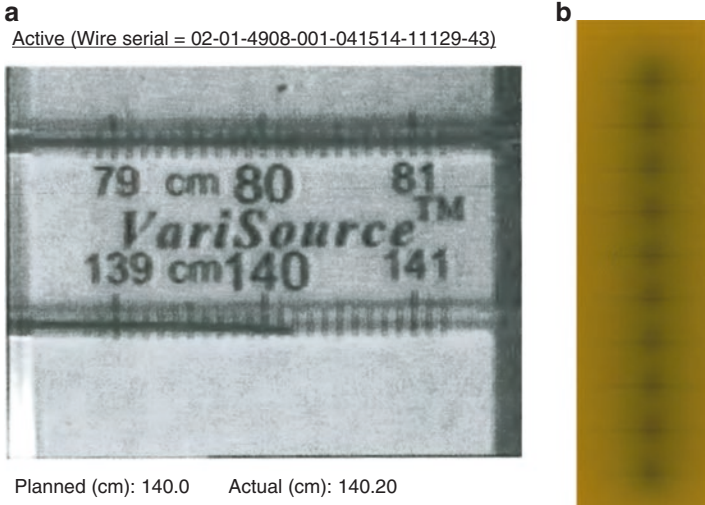 a
Active (Wire serial = 02-01-4908-001-041514-11129-43)
79 cm 80 81
VariSource™
139 cm 140 141
Planned (cm): 140.0 Actual (cm): 140.20
b